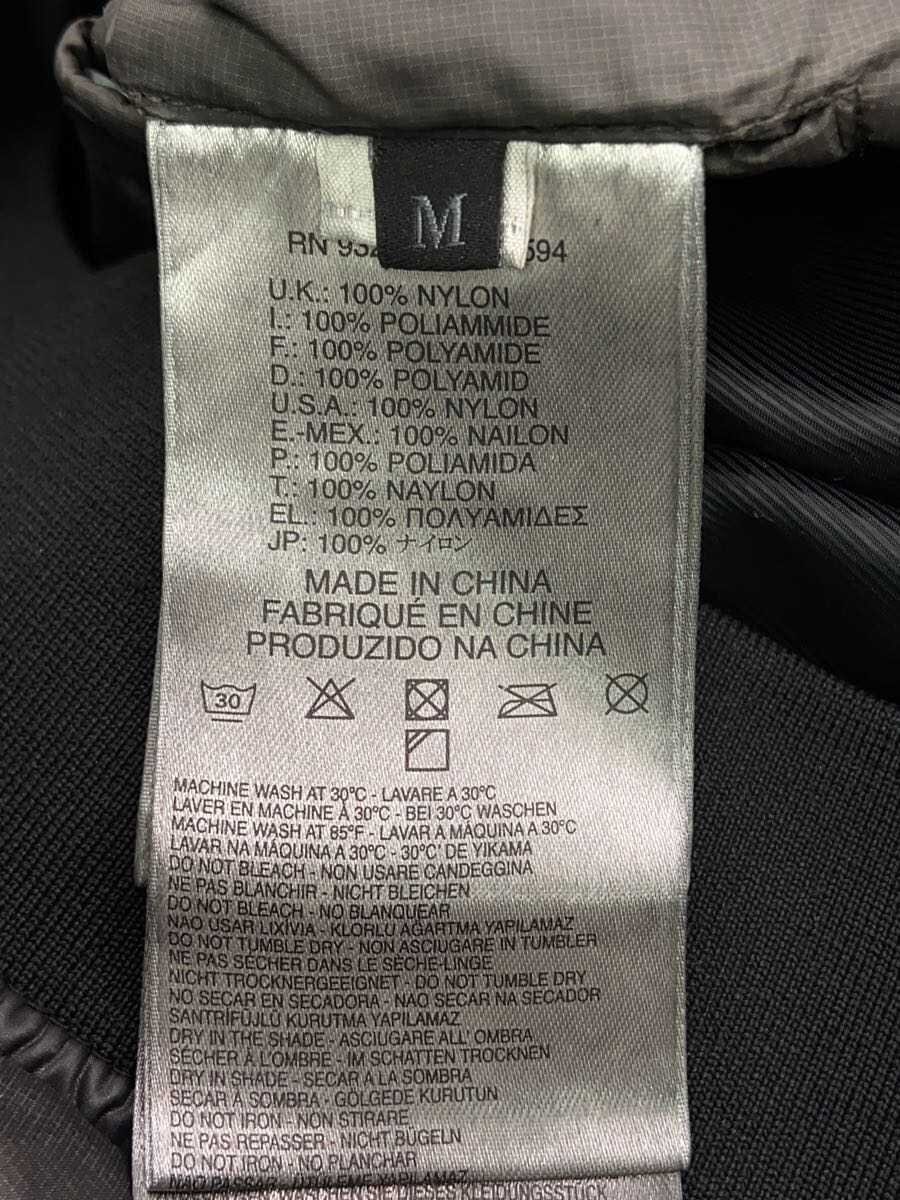 M
RN 594
U.K.: 100% NYLON
I.: 100% POLIAMMIDE
F.: 100% POLYAMIDE
D.: 100% POLYAMID
U.S.A.: 100% NYLON
E.-MEX.: 100% NAILON
P.: 100% POLIAMIDA
T.: 100% NAYLON
EL.: 100% ΠΟΛΥΑΜΙΔΕΣ
JP: 100% ナイロン
MADE IN CHINA
FABRIQUÉ EN CHINE
PRODUZIDO NA CHINA
30
MACHINE WASH AT 30°C - LAVARE A 30°C
LAVER EN MACHINE À 30°C - BEI 30°C WASCHEN
MACHINE WASH AT 85°F - LAVAR A MÁQUINA A 30°C
LAVAR NA MÁQUINA A 30°C - 30°C' DE YIKAMA
DO NOT BLEACH - NON USARE CANDEGGINA
NE PAS BLANCHIR - NICHT BLEICHEN
DO NOT BLEACH - NO BLANQUEAR
NAO USAR LIXÍVIA - KLORLU AĞARTMA YAPILAMAZ
DO NOT TUMBLE DRY - NON ASCIUGARE IN TUMBLER
NE PAS SÉCHER DANS LE SÈCHE-LINGE
NICHT TROCKNERGEEIGNET - DO NOT TUMBLE DRY
NO SECAR EN SECADORA - NAO SECAR NA SECADOR
SANTRİFÜJLÜ KURUTMA YAPILAMAZ
DRY IN THE SHADE - ASCIUGARE ALL' OMBRA
SÉCHER À L'OMBRE - IM SCHATTEN TROCKNEN
DRY IN SHADE - SECAR A LA SOMBRA
SECAR À SOMBRA - GÖLGEDE KURUTUN
DO NOT IRON - NON STIRARE
NE PAS REPASSER - NICHT BÜGELN
DO NOT IRON - NO PLANCHAR
NAO PASSAR YAPILAMAZ
WASCHEN SIE DIESES KLEIDUNGSSTÜCK